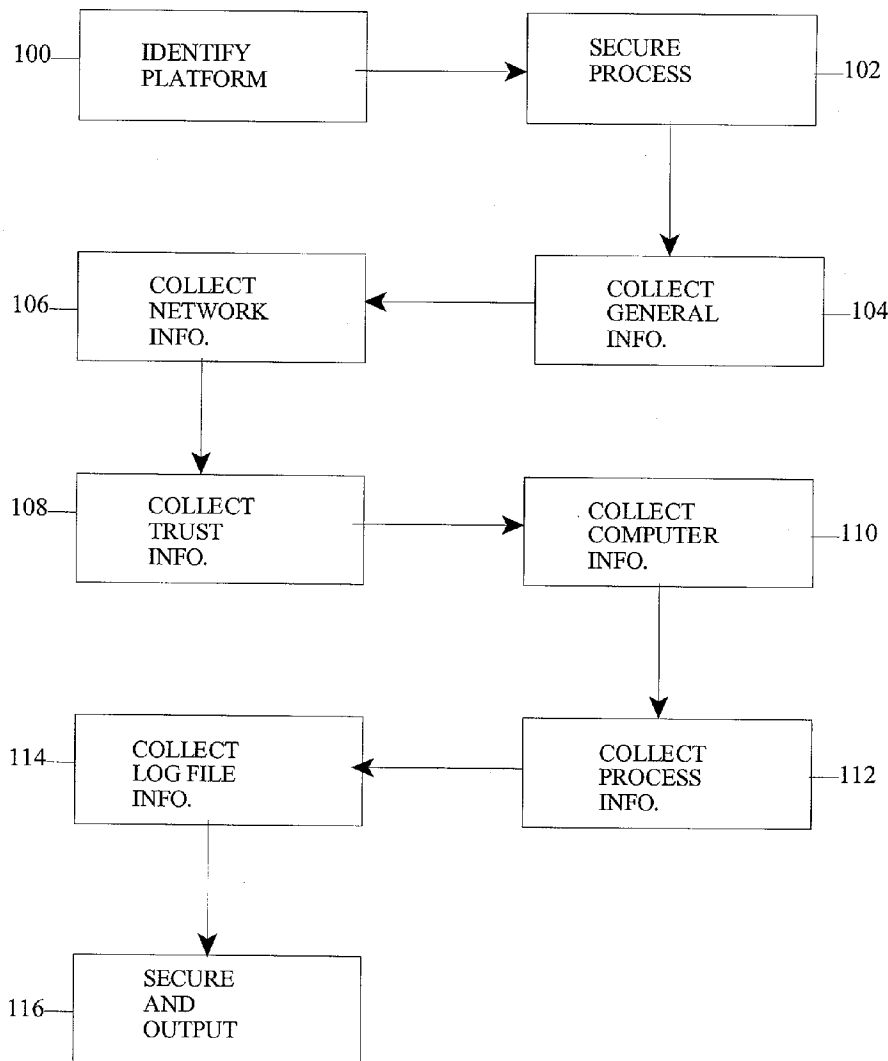 100
IDENTIFY
PLATFORM
SECURE
PROCESS
102
106
COLLECT
NETWORK
INFO.
COLLECT
GENERAL
INFO.
104
108
COLLECT
TRUST
INFO.
COLLECT
COMPUTER
INFO.
110
114
COLLECT
LOG FILE
INFO.
COLLECT
PROCESS
INFO.
112
116
SECURE
AND
OUTPUT